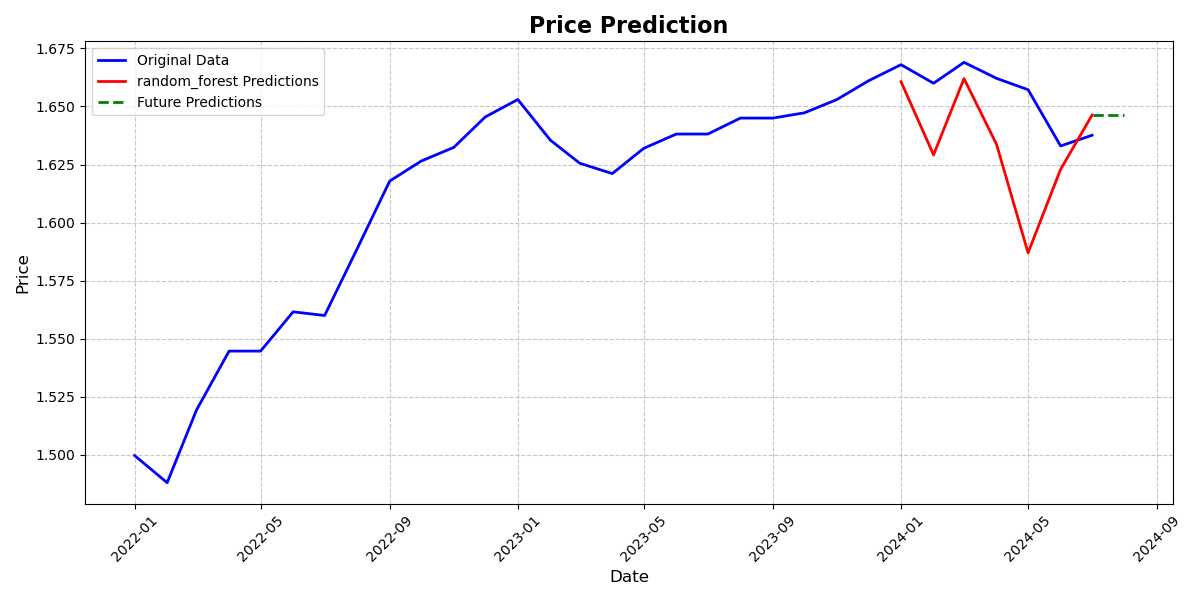 Price Prediction
Original Data
random_forest Predictions
Future Predictions
Price
1.675
1.650
1.625
1.600
1.575
1.550
1.525
1.500
2022-01
2022-05
2022-09
2023-01
2023-05
2023-09
2024-01
2024-05
2024-09
Date